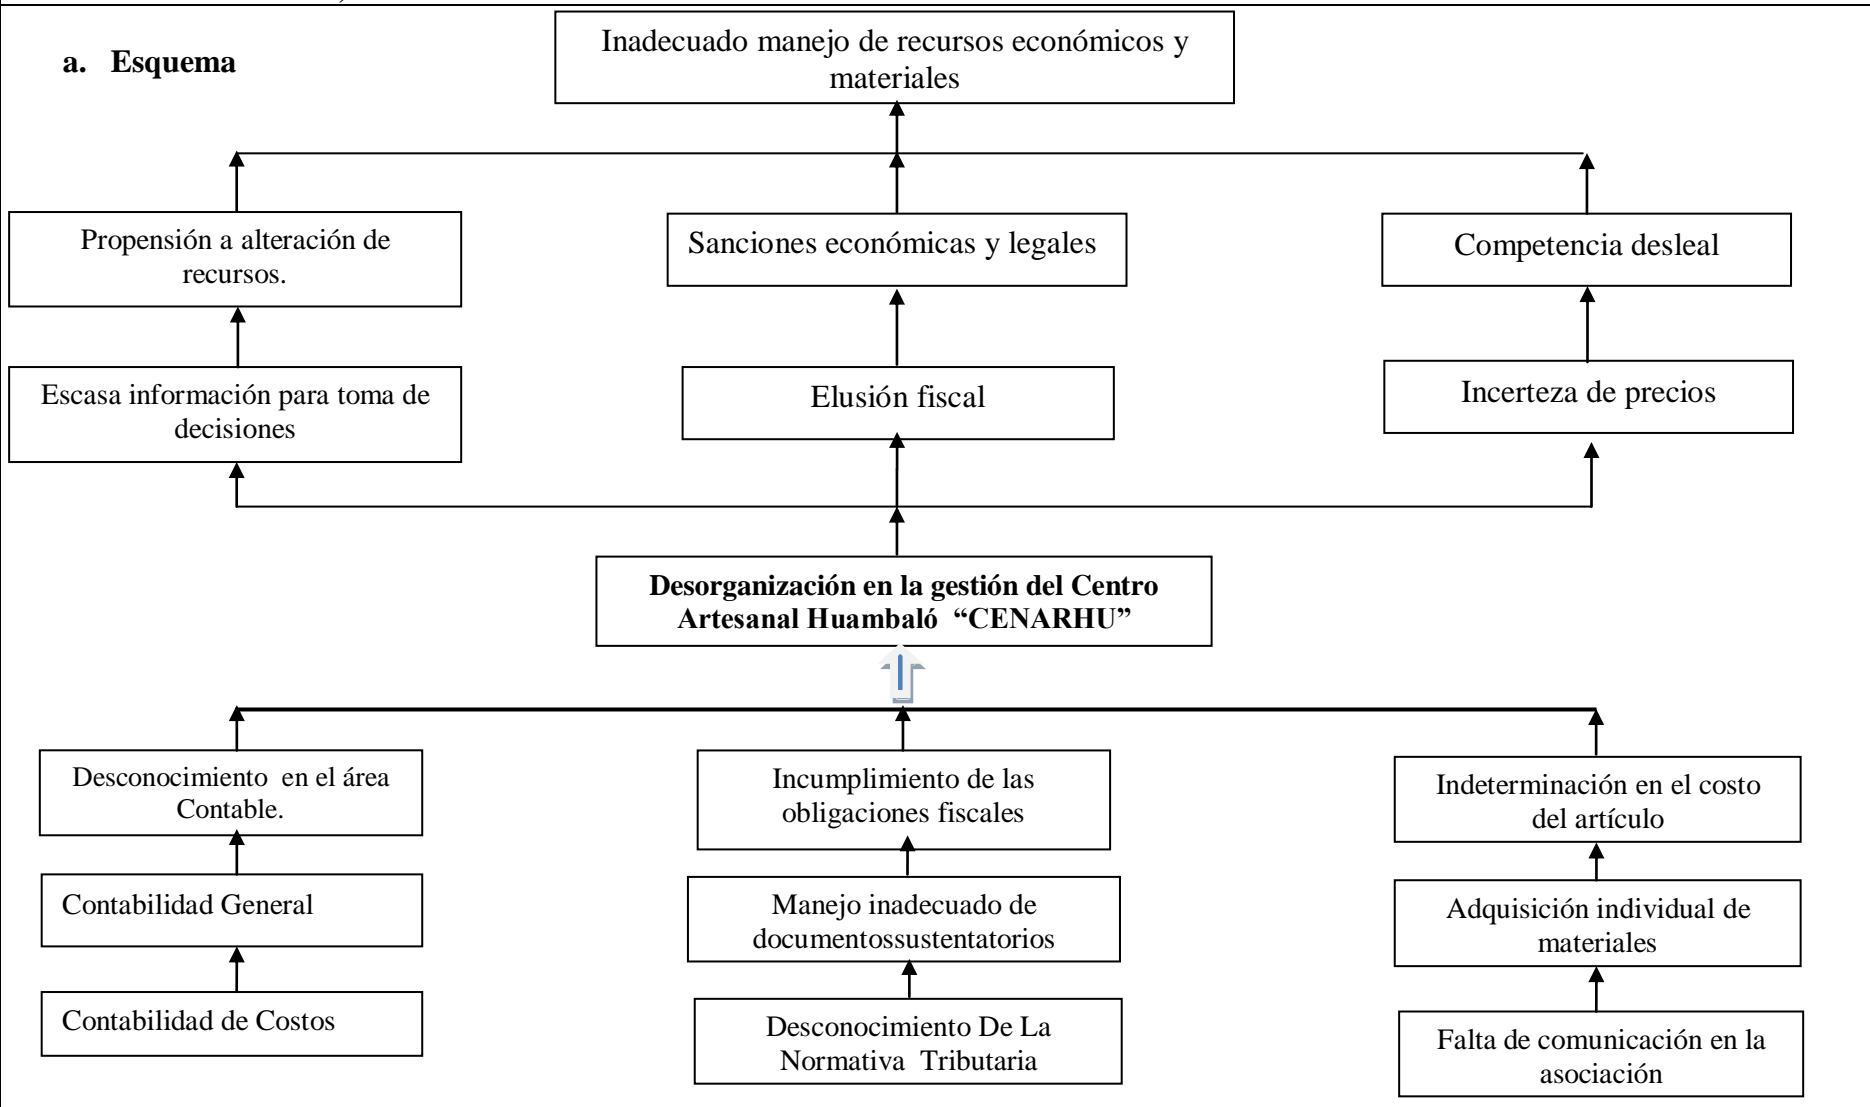 a. Esquema
Inadecuado manejo de recursos económicos y
materiales
Propensión a alteración de
recursos.
Sanciones económicas y legales
Competencia desleal
Escasa información para toma de
decisiones
Elusión fiscal
Incerteza de precios
Desorganización en la gestión del Centro
Artesanal Huambaló “CENARHU”
Desconocimiento en el área
Contable.
Incumplimiento de las
obligaciones fiscales
Indeterminación en el costo
del artículo
Contabilidad General
Manejo inadecuado de
documentossustentatorios
Adquisición individual de
materiales
Contabilidad de Costos
Desconocimiento De La
Normativa Tributaria
Falta de comunicación en la
asociación